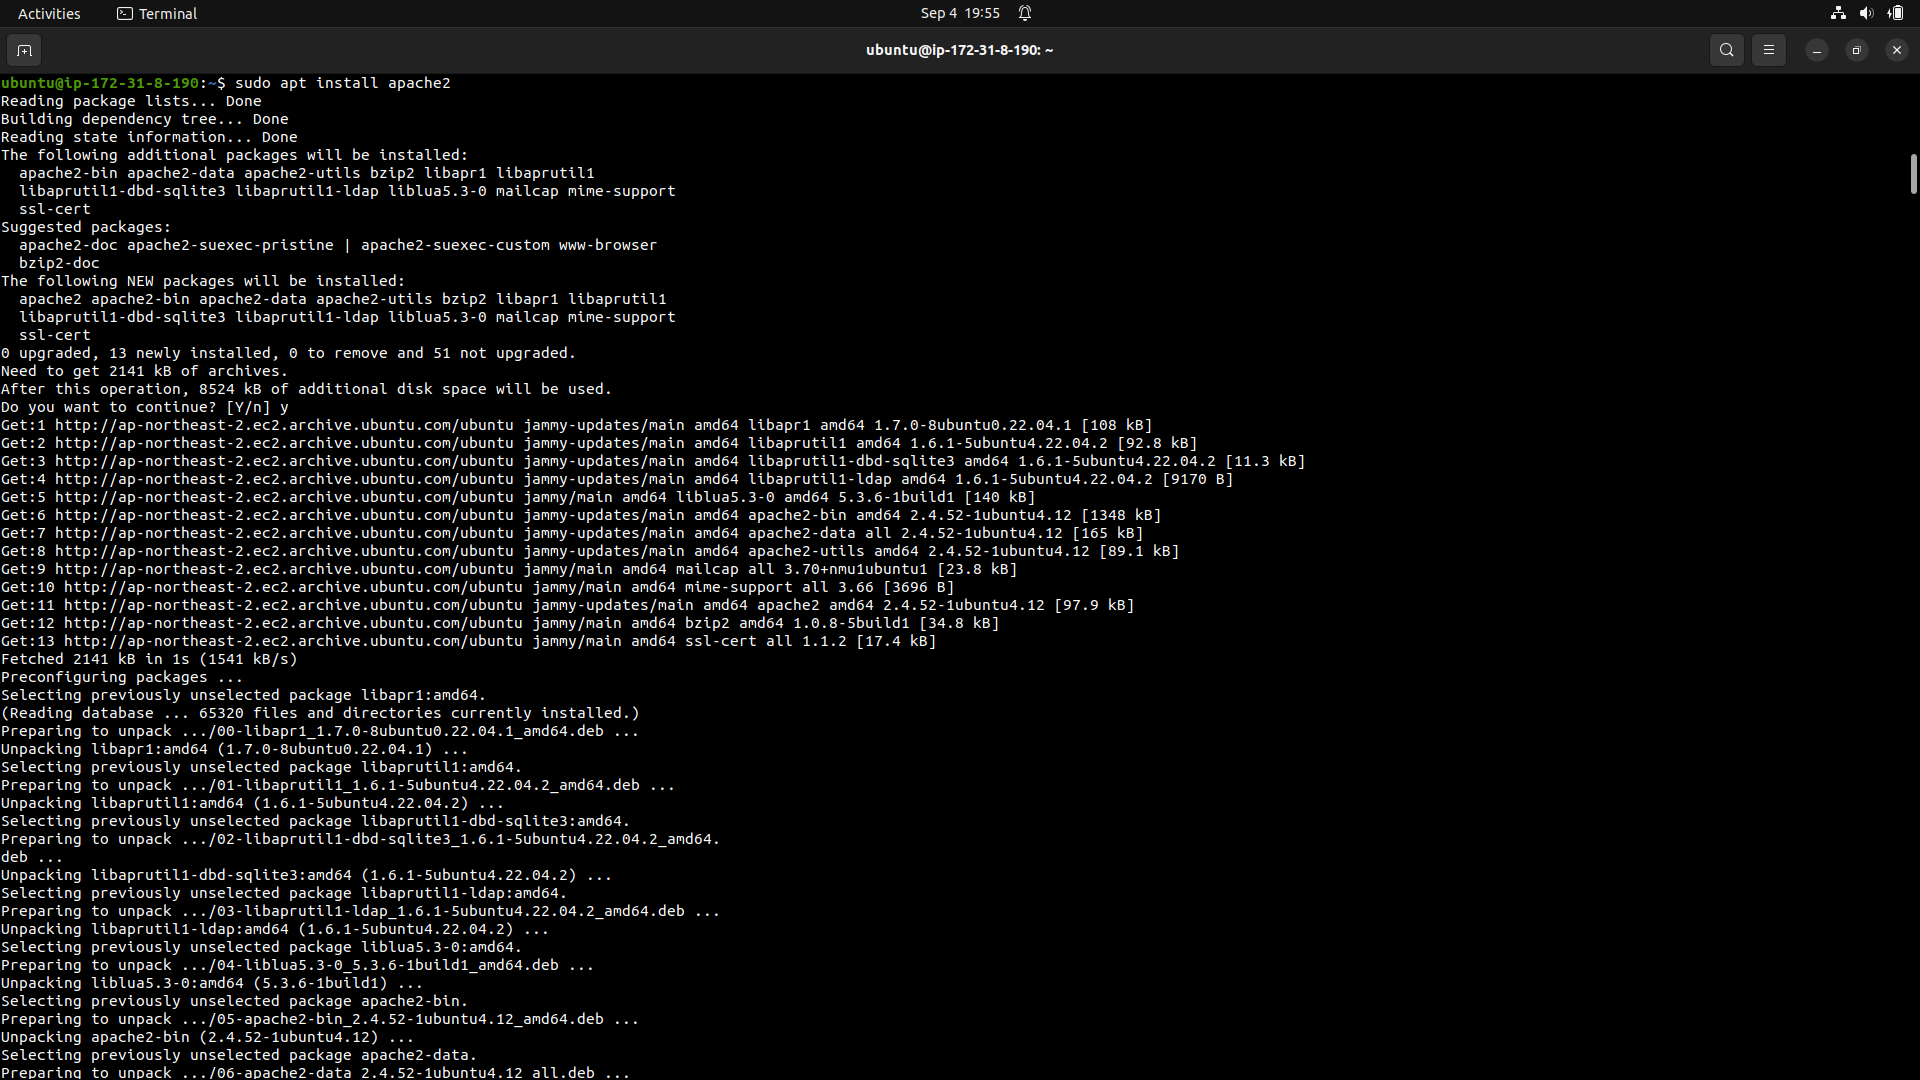 Activities
Terminal
Sep 4 19:55
ubuntu@ip-172-31-8-190: ~
ubuntu@ip-172-31-8-190:~$ sudo apt install apache2
Reading package lists... Done
Building dependency tree... Done
Reading state information... Done
The following additional packages will be installed:
  apache2-bin apache2-data apache2-utils bzip2 libapr1 libaprutil1
  libaprutil1-dbd-sqlite3 libaprutil1-ldap liblua5.3-0 mailcap mime-support
  ssl-cert
Suggested packages:
  apache2-doc apache2-suexec-pristine | apache2-suexec-custom www-browser
  bzip2-doc
The following NEW packages will be installed:
  apache2 apache2-bin apache2-data apache2-utils bzip2 libapr1 libaprutil1
  libaprutil1-dbd-sqlite3 libaprutil1-ldap liblua5.3-0 mailcap mime-support
  ssl-cert
0 upgraded, 13 newly installed, 0 to remove and 51 not upgraded.
Need to get 2141 kB of archives.
After this operation, 8524 kB of additional disk space will be used.
Do you want to continue? [Y/n] y
Get:1 http://ap-northeast-2.ec2.archive.ubuntu.com/ubuntu jammy-updates/main amd64 libapr1 amd64 1.7.0-8ubuntu0.22.04.1 [108 kB]
Get:2 http://ap-northeast-2.ec2.archive.ubuntu.com/ubuntu jammy-updates/main amd64 libaprutil1 amd64 1.6.1-5ubuntu4.22.04.2 [92.8 kB]
Get:3 http://ap-northeast-2.ec2.archive.ubuntu.com/ubuntu jammy-updates/main amd64 libaprutil1-dbd-sqlite3 amd64 1.6.1-5ubuntu4.22.04.2 [11.3 kB]
Get:4 http://ap-northeast-2.ec2.archive.ubuntu.com/ubuntu jammy-updates/main amd64 libaprutil1-ldap amd64 1.6.1-5ubuntu4.22.04.2 [9170 B]
Get:5 http://ap-northeast-2.ec2.archive.ubuntu.com/ubuntu jammy/main amd64 liblua5.3-0 amd64 5.3.6-1build1 [140 kB]
Get:6 http://ap-northeast-2.ec2.archive.ubuntu.com/ubuntu jammy-updates/main amd64 apache2-bin amd64 2.4.52-1ubuntu4.12 [1348 kB]
Get:7 http://ap-northeast-2.ec2.archive.ubuntu.com/ubuntu jammy-updates/main amd64 apache2-data all 2.4.52-1ubuntu4.12 [165 kB]
Get:8 http://ap-northeast-2.ec2.archive.ubuntu.com/ubuntu jammy-updates/main amd64 apache2-utils amd64 2.4.52-1ubuntu4.12 [89.1 kB]
Get:9 http://ap-northeast-2.ec2.archive.ubuntu.com/ubuntu jammy/main amd64 mailcap all 3.70+nmu1ubuntu1 [23.8 kB]
Get:10 http://ap-northeast-2.ec2.archive.ubuntu.com/ubuntu jammy/main amd64 mime-support all 3.66 [3696 B]
Get:11 http://ap-northeast-2.ec2.archive.ubuntu.com/ubuntu jammy-updates/main amd64 apache2 amd64 2.4.52-1ubuntu4.12 [97.9 kB]
Get:12 http://ap-northeast-2.ec2.archive.ubuntu.com/ubuntu jammy/main amd64 bzip2 amd64 1.0.8-5build1 [34.8 kB]
Get:13 http://ap-northeast-2.ec2.archive.ubuntu.com/ubuntu jammy/main amd64 ssl-cert all 1.1.2 [17.4 kB]
Fetched 2141 kB in 1s (1541 kB/s)
Preconfiguring packages ...
Selecting previously unselected package libapr1:amd64.
(Reading database ... 65320 files and directories currently installed.)
Preparing to unpack .../00-libapr1_1.7.0-8ubuntu0.22.04.1_amd64.deb ...
Unpacking libapr1:amd64 (1.7.0-8ubuntu0.22.04.1) ...
Selecting previously unselected package libaprutil1:amd64.
Preparing to unpack .../01-libaprutil1_1.6.1-5ubuntu4.22.04.2_amd64.deb ...
Unpacking libaprutil1:amd64 (1.6.1-5ubuntu4.22.04.2) ...
Selecting previously unselected package libaprutil1-dbd-sqlite3:amd64.
Preparing to unpack .../02-libaprutil1-dbd-sqlite3_1.6.1-5ubuntu4.22.04.2_amd64.
deb ...
Unpacking libaprutil1-dbd-sqlite3:amd64 (1.6.1-5ubuntu4.22.04.2) ...
Selecting previously unselected package libaprutil1-ldap:amd64.
Preparing to unpack .../03-libaprutil1-ldap_1.6.1-5ubuntu4.22.04.2_amd64.deb ...
Unpacking libaprutil1-ldap:amd64 (1.6.1-5ubuntu4.22.04.2) ...
Selecting previously unselected package liblua5.3-0:amd64.
Preparing to unpack .../04-liblua5.3-0_5.3.6-1build1_amd64.deb ...
Unpacking liblua5.3-0:amd64 (5.3.6-1build1) ...
Selecting previously unselected package apache2-bin.
Preparing to unpack .../05-apache2-bin_2.4.52-1ubuntu4.12_amd64.deb ...
Unpacking apache2-bin (2.4.52-1ubuntu4.12) ...
Selecting previously unselected package apache2-data.
Preparing to unpack .../06-apache2-data_2.4.52-1ubuntu4.12_all.deb ...